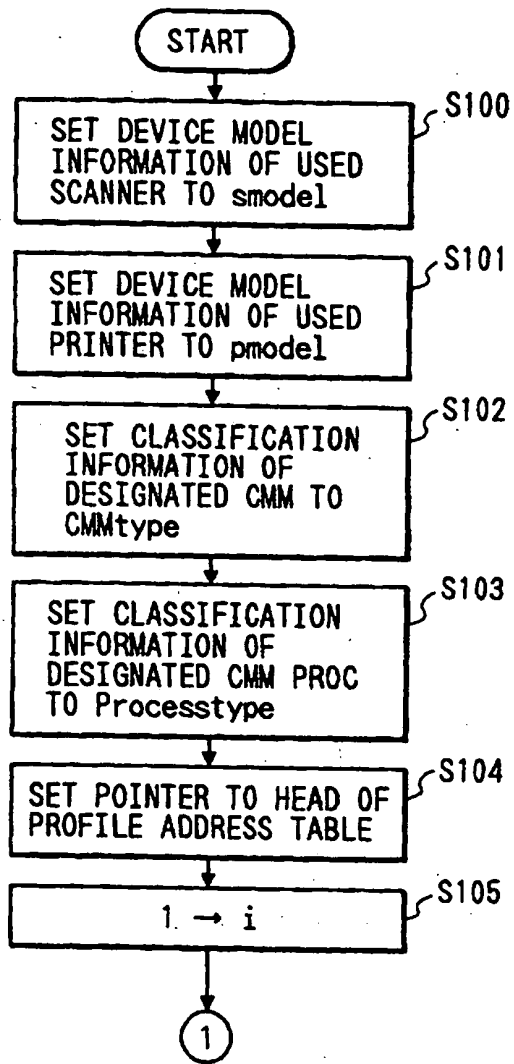 START
S100
SET DEVICE MODEL
INFORMATION OF USED
SCANNER TO smodel
S101
SET DEVICE MODEL
INFORMATION OF USED
PRINTER TO pmodel
S102
SET CLASSIFICATION
INFORMATION OF
DESIGNATED CMM TO
CMMtype
S103
SET CLASSIFICATION
INFORMATION OF
DESIGNATED CMM PROC
TO Processtype
S104
SET POINTER TO HEAD OF
PROFILE ADDRESS TABLE
S105
1 → i
1